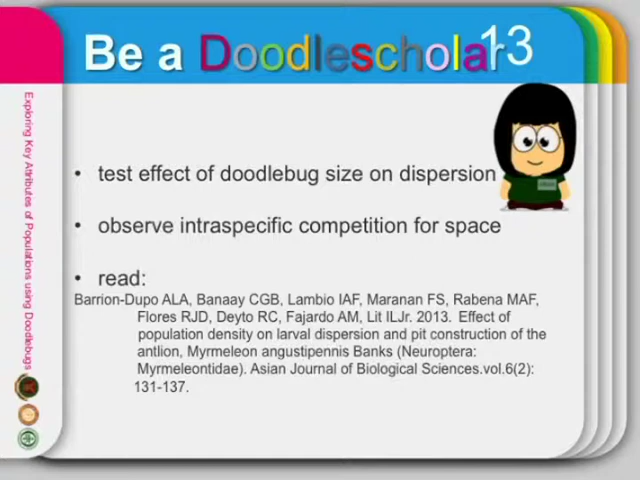 Be a Doodlescholar
13
Exploring Key Attributes of Populations using Doodlebugs
• test effect of doodlebug size on dispersion
• observe intraspecific competition for space
• read:
Barrion-Dupo ALA, Banaay CGB, Lambio IAF, Maranan FS, Rabena MAF,
Flores RJD, Deyto RC, Fajardo AM, Lit ILJr. 2013. Effect of
population density on larval dispersion and pit construction of the
antlion, Myrmeleon angustipennis Banks (Neuroptera:
Myrmeleontidae). Asian Journal of Biological Sciences.vol.6(2):
131-137.